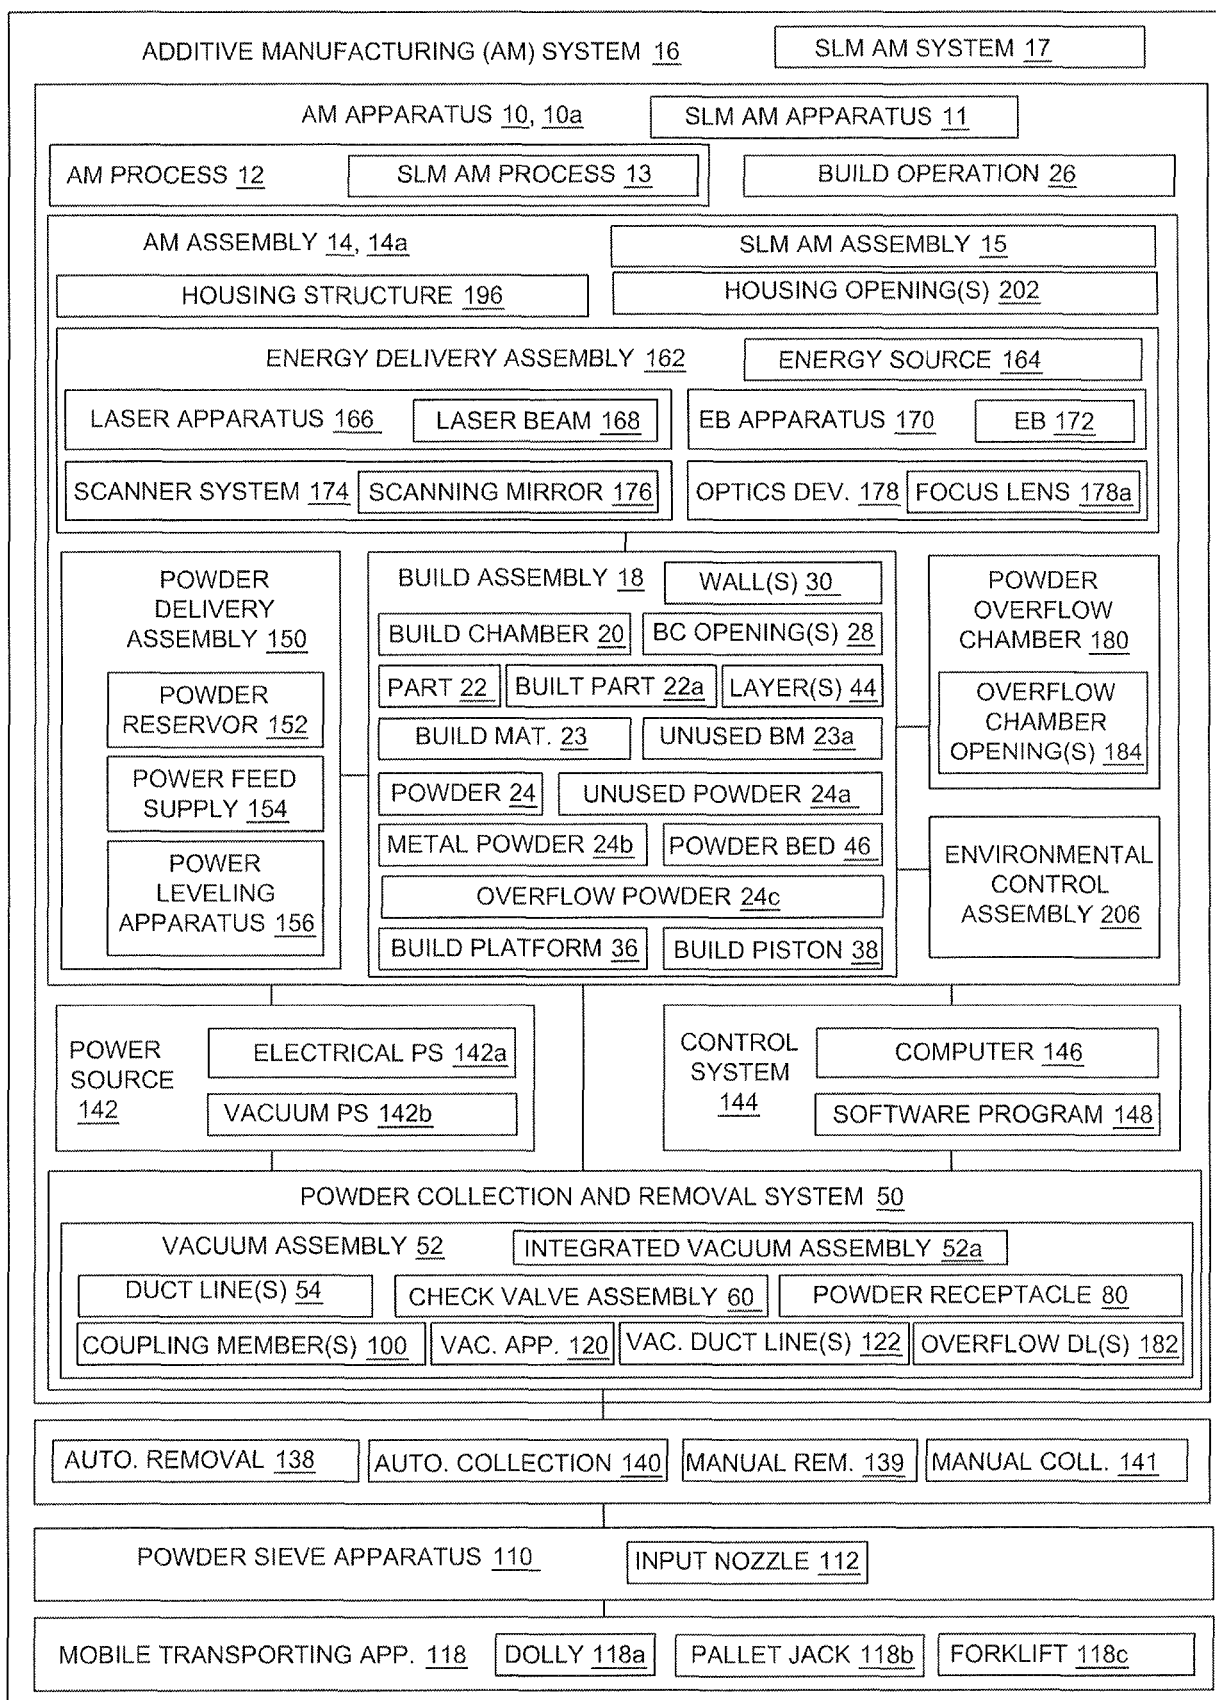 ADDITIVE MANUFACTURING (AM) SYSTEM 16
SLM AM SYSTEM 17
AM APPARATUS 10, 10a
SLM AM APPARATUS 11
AM PROCESS 12
SLM AM PROCESS 13
BUILD OPERATION 26
AM ASSEMBLY 14, 14a
SLM AM ASSEMBLY 15
HOUSING STRUCTURE 196
HOUSING OPENING(S) 202
ENERGY DELIVERY ASSEMBLY 162
ENERGY SOURCE 164
LASER APPARATUS 166
LASER BEAM 168
EB APPARATUS 170
EB 172
SCANNER SYSTEM 174
SCANNING MIRROR 176
OPTICS DEV. 178
FOCUS LENS 178a
POWDER
DELIVERY
ASSEMBLY 150
POWDER
RESERVOR 152
POWER FEED
SUPPLY 154
POWER
LEVELING
APPARATUS 156
BUILD ASSEMBLY 18
WALL(S) 30
BUILD CHAMBER 20
BC OPENING(S) 28
PART 22
BUILT PART 22a
LAYER(S) 44
BUILD MAT. 23
UNUSED BM 23a
POWDER 24
UNUSED POWDER 24a
METAL POWDER 24b
POWDER BED 46
OVERFLOW POWDER 24c
BUILD PLATFORM 36
BUILD PISTON 38
POWDER
OVERFLOW
CHAMBER 180
OVERFLOW
CHAMBER
OPENING(S) 184
ENVIRONMENTAL
CONTROL
ASSEMBLY 206
POWER
SOURCE
142
ELECTRICAL PS 142a
VACUUM PS 142b
CONTROL
SYSTEM
144
COMPUTER 146
SOFTWARE PROGRAM 148
POWDER COLLECTION AND REMOVAL SYSTEM 50
VACUUM ASSEMBLY 52
INTEGRATED VACUUM ASSEMBLY 52a
DUCT LINE(S) 54
CHECK VALVE ASSEMBLY 60
POWDER RECEPTACLE 80
COUPLING MEMBER(S) 100
VAC. APP. 120
VAC. DUCT LINE(S) 122
OVERFLOW DL(S) 182
AUTO. REMOVAL 138
AUTO. COLLECTION 140
MANUAL REM. 139
MANUAL COLL. 141
POWDER SIEVE APPARATUS 110
INPUT NOZZLE 112
MOBILE TRANSPORTING APP. 118
DOLLY 118a
PALLET JACK 118b
FORKLIFT 118c